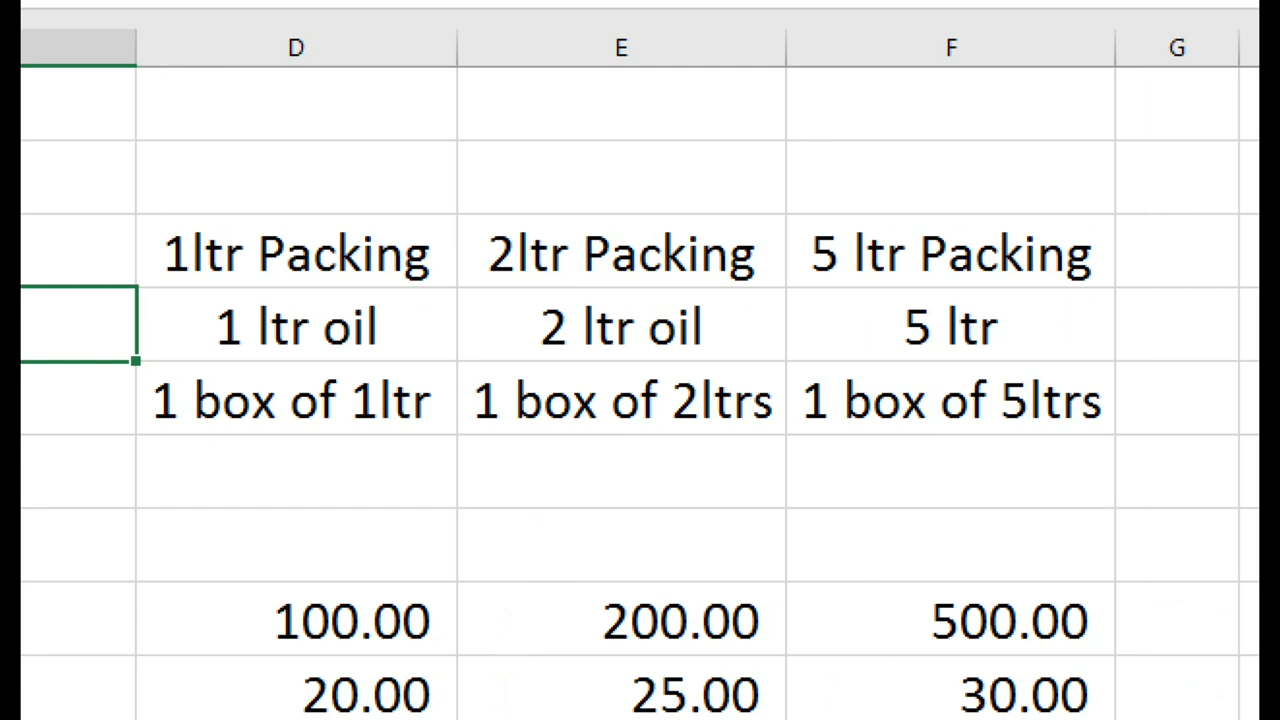 D E F G
1ltr Packing 2ltr Packing 5 ltr Packing
1 ltr oil 2 ltr oil 5 ltr
1 box of 1ltr 1 box of 2ltrs 1 box of 5ltrs
100.00 200.00 500.00
20.00 25.00 30.00